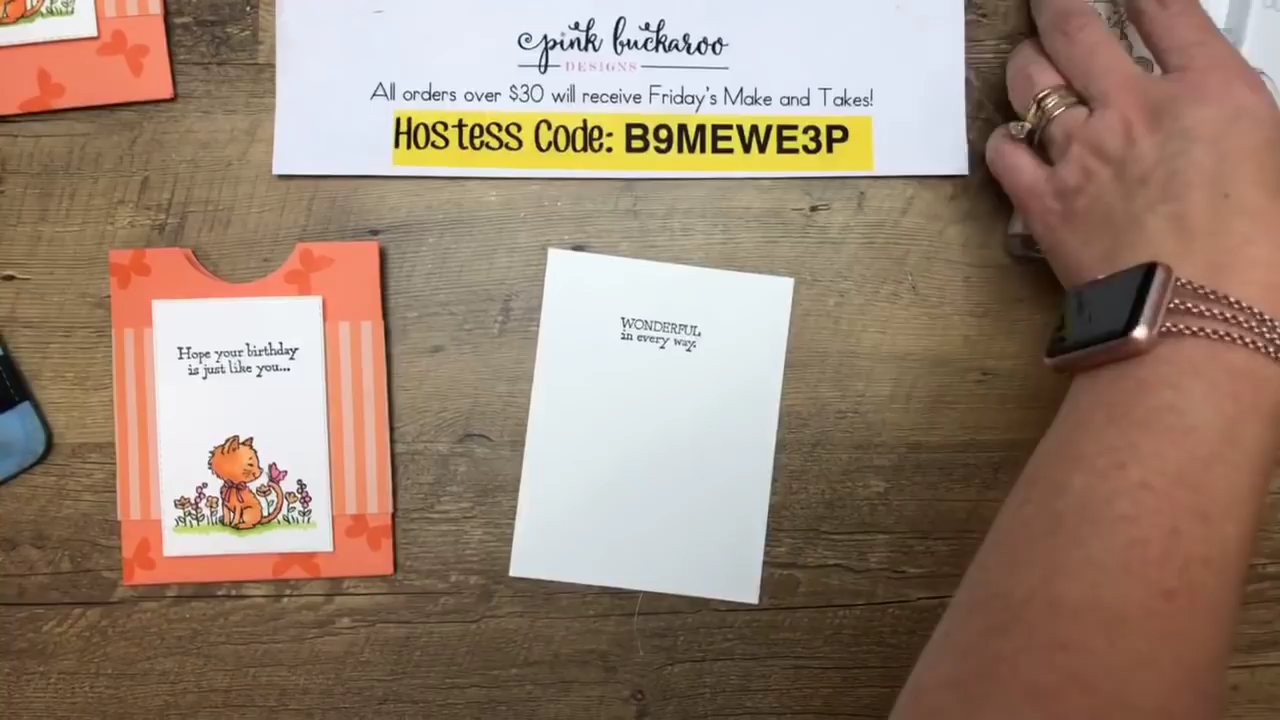 pink buckaroo
DESIGNS
All orders over $30 will receive Friday's Make and Takes!
Hostess Code: B9MEWE3P
Hope your birthday
is just like you...
WONDERFUL
in every way.